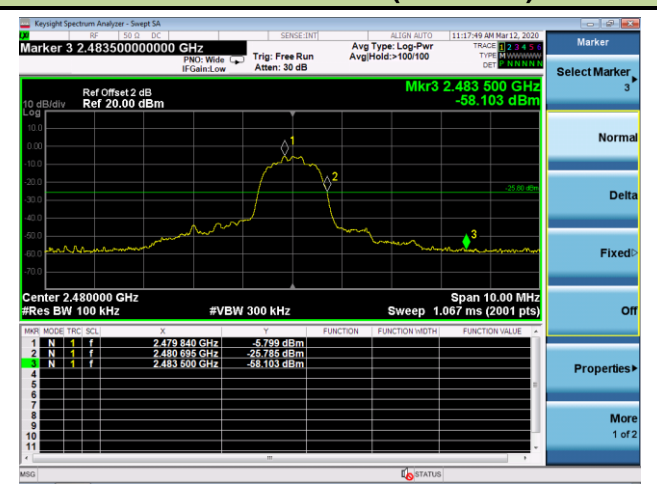 Keysight Spectrum Analyzer - Swept SA
RF 50 Ω DC SENSE:INT ALIGN AUTO 11:17:49 AM Mar 12, 2020
Marker 3 2.483500000000 GHz
PNO: Wide
IFGain:Low
Trig: Free Run
Atten: 30 dB
Avg Type: Log-Pwr
Avg|Hold:>100/100
TRACE 1 2 3 4 5 6
TYPE M WWWWW
DET P N N N N N
Marker
Select Marker
3
Normal
Delta
Fixed
Off
Properties
More
1 of 2
Ref Offset 2 dB
Ref 20.00 dBm
10 dB/div
Log
Mkr3 2.483 500 GHz
-58.103 dBm
10.0
0.00
-10.0
-20.0
-30.0
-40.0
-50.0
-60.0
-70.0
1
2
3
-25.80 dBm
Center 2.480000 GHz
#Res BW 100 kHz
#VBW 300 kHz
Span 10.00 MHz
Sweep 1.067 ms (2001 pts)
MKR MODE TRC SCL X Y FUNCTION FUNCTION WIDTH FUNCTION VALUE
1 N 1 f 2.479 840 GHz -5.799 dBm
2 N 1 f 2.480 695 GHz -25.785 dBm
3 N 1 f 2.483 500 GHz -58.103 dBm
4
5
6
7
8
9
10
11
MSG STATUS